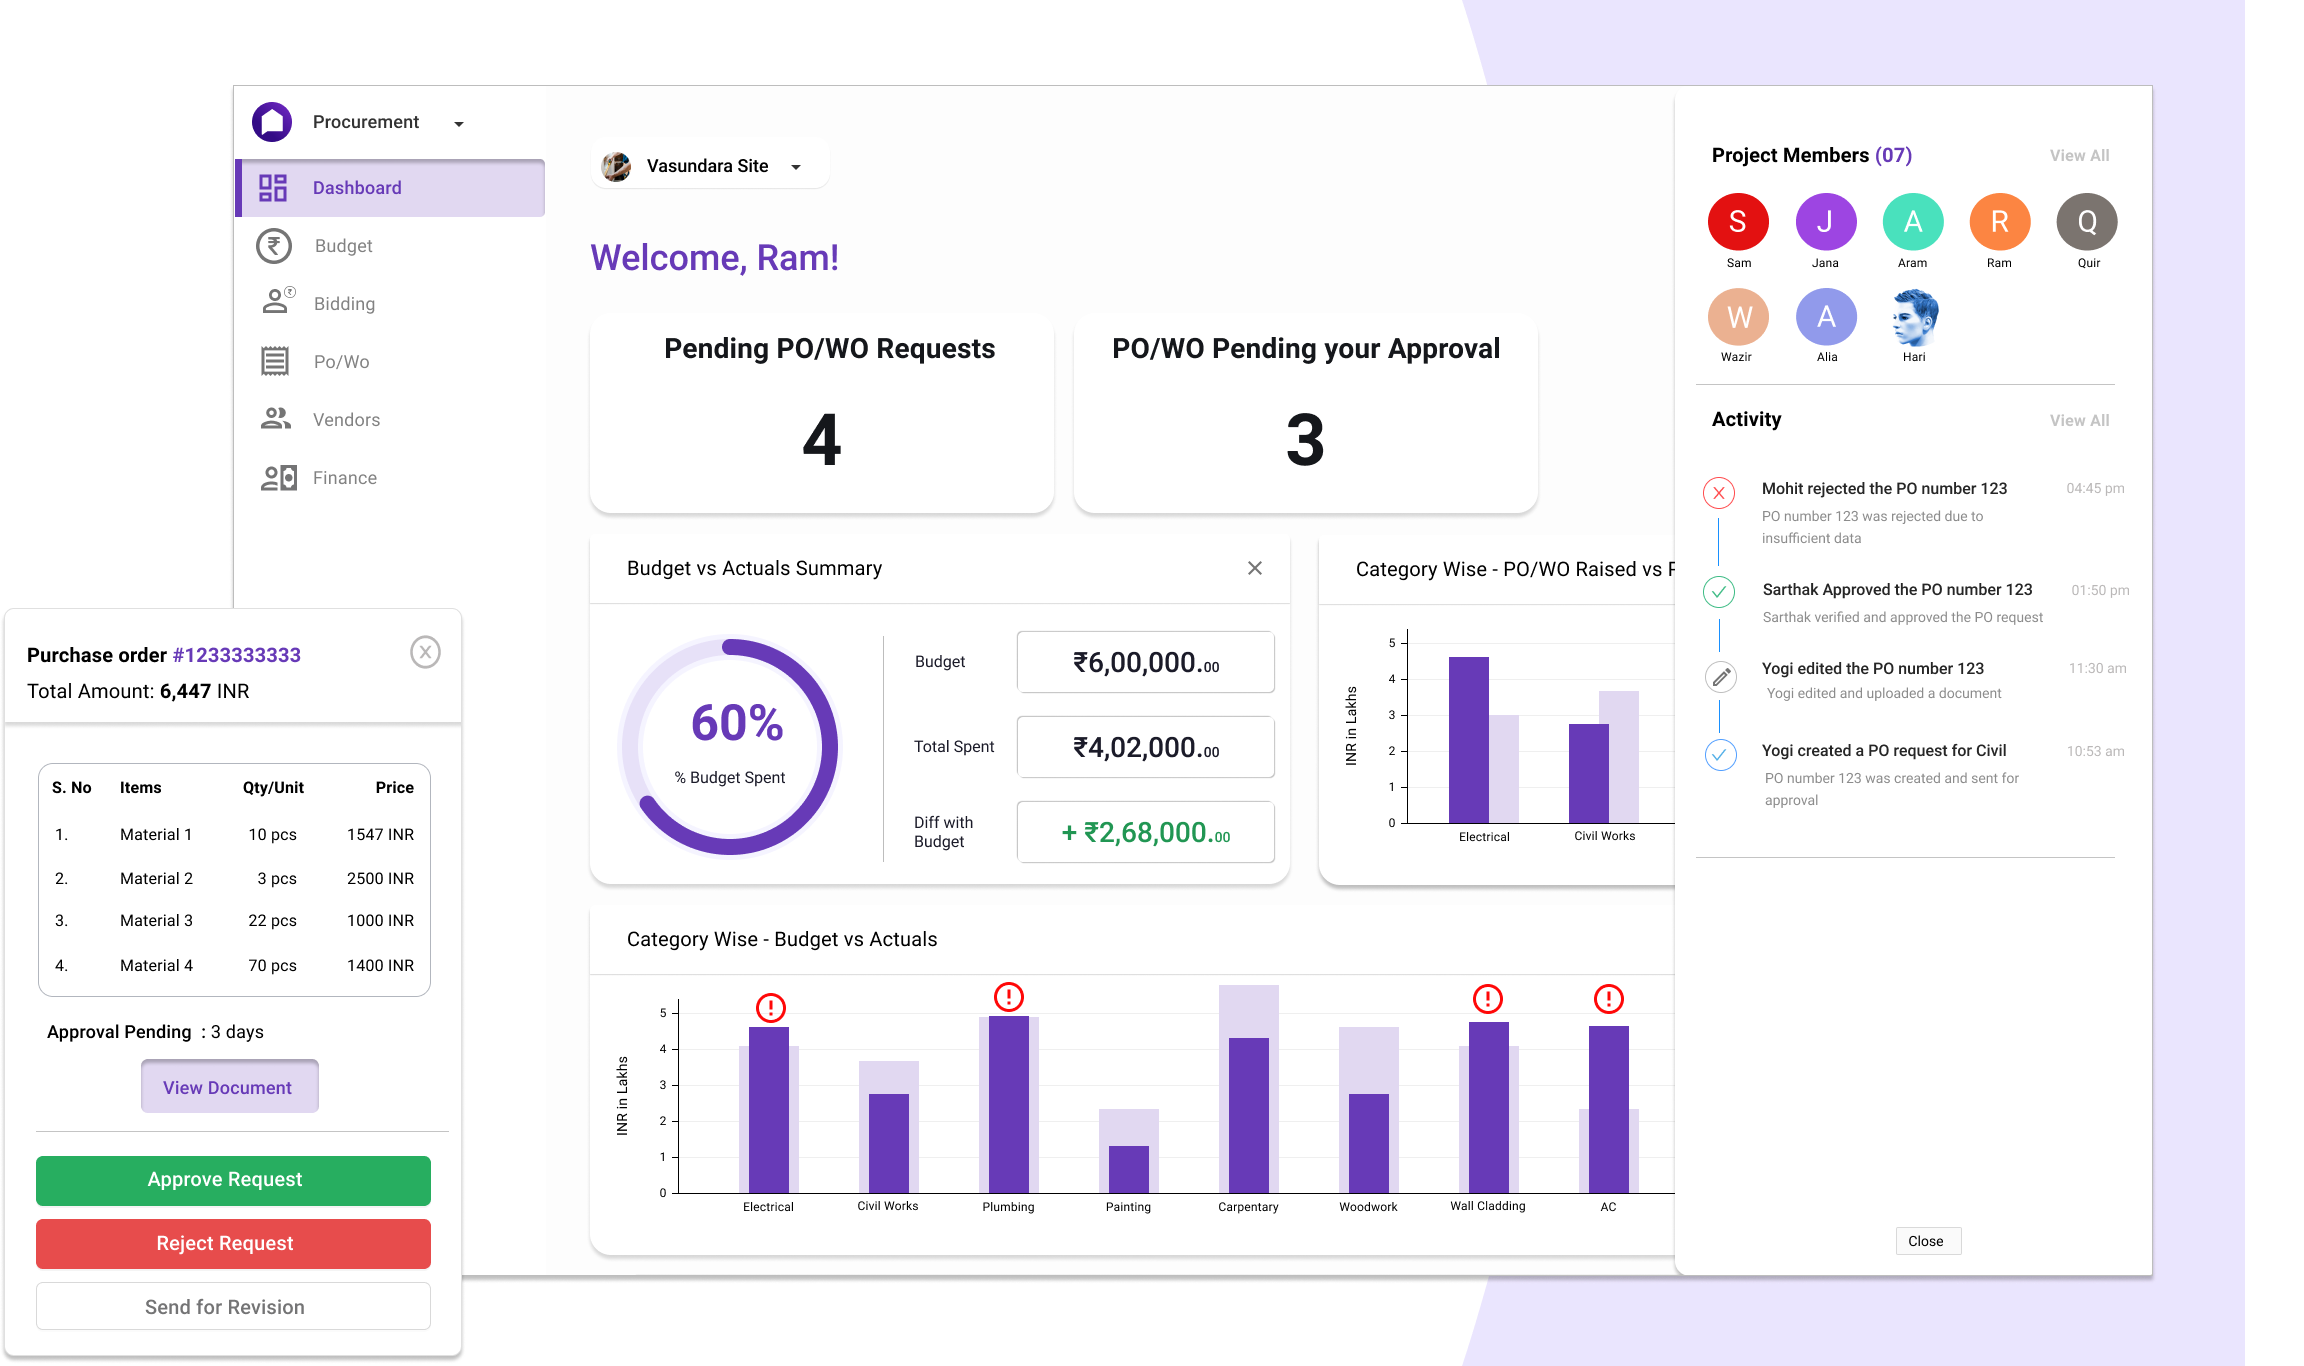 Procurement
Dashboard
Budget
Bidding
Po/Wo
Vendors
Finance
Vasundara Site
Welcome, Ram!
Pending PO/WO Requests
4
PO/WO Pending your Approval
3
Budget vs Actuals Summary
60%
% Budget Spent
Budget
₹6,00,000.00
Total Spent
₹4,02,000.00
Diff with
Budget
+ ₹2,68,000.00
Category Wise - PO/WO Raised vs
INR in Lakhs
5
4
3
2
1
0
Electrical
Civil Works
Category Wise - Budget vs Actuals
INR in Lakhs
5
4
3
2
1
0
Electrical
Civil Works
Plumbing
Painting
Carpentary
Woodwork
Wall Cladding
AC
Project Members (07)
View All
S
J
A
R
Q
Sam
Jana
Aram
Ram
Quir
W
A
Wazir
Alia
Hari
Activity
View All
Mohit rejected the PO number 123
04:45 pm
PO number 123 was rejected due to
insufficient data
Sarthak Approved the PO number 123
01:50 pm
Sarthak verified and approved the PO request
Yogi edited the PO number 123
11:30 am
Yogi edited and uploaded a document
Yogi created a PO request for Civil
10:53 am
PO number 123 was created and sent for
approval
Close
Purchase order #1233333333
Total Amount: 6,447 INR
S. No Items Qty/Unit Price
1. Material 1 10 pcs 1547 INR
2. Material 2 3 pcs 2500 INR
3. Material 3 22 pcs 1000 INR
4. Material 4 70 pcs 1400 INR
Approval Pending : 3 days
View Document
Approve Request
Reject Request
Send for Revision